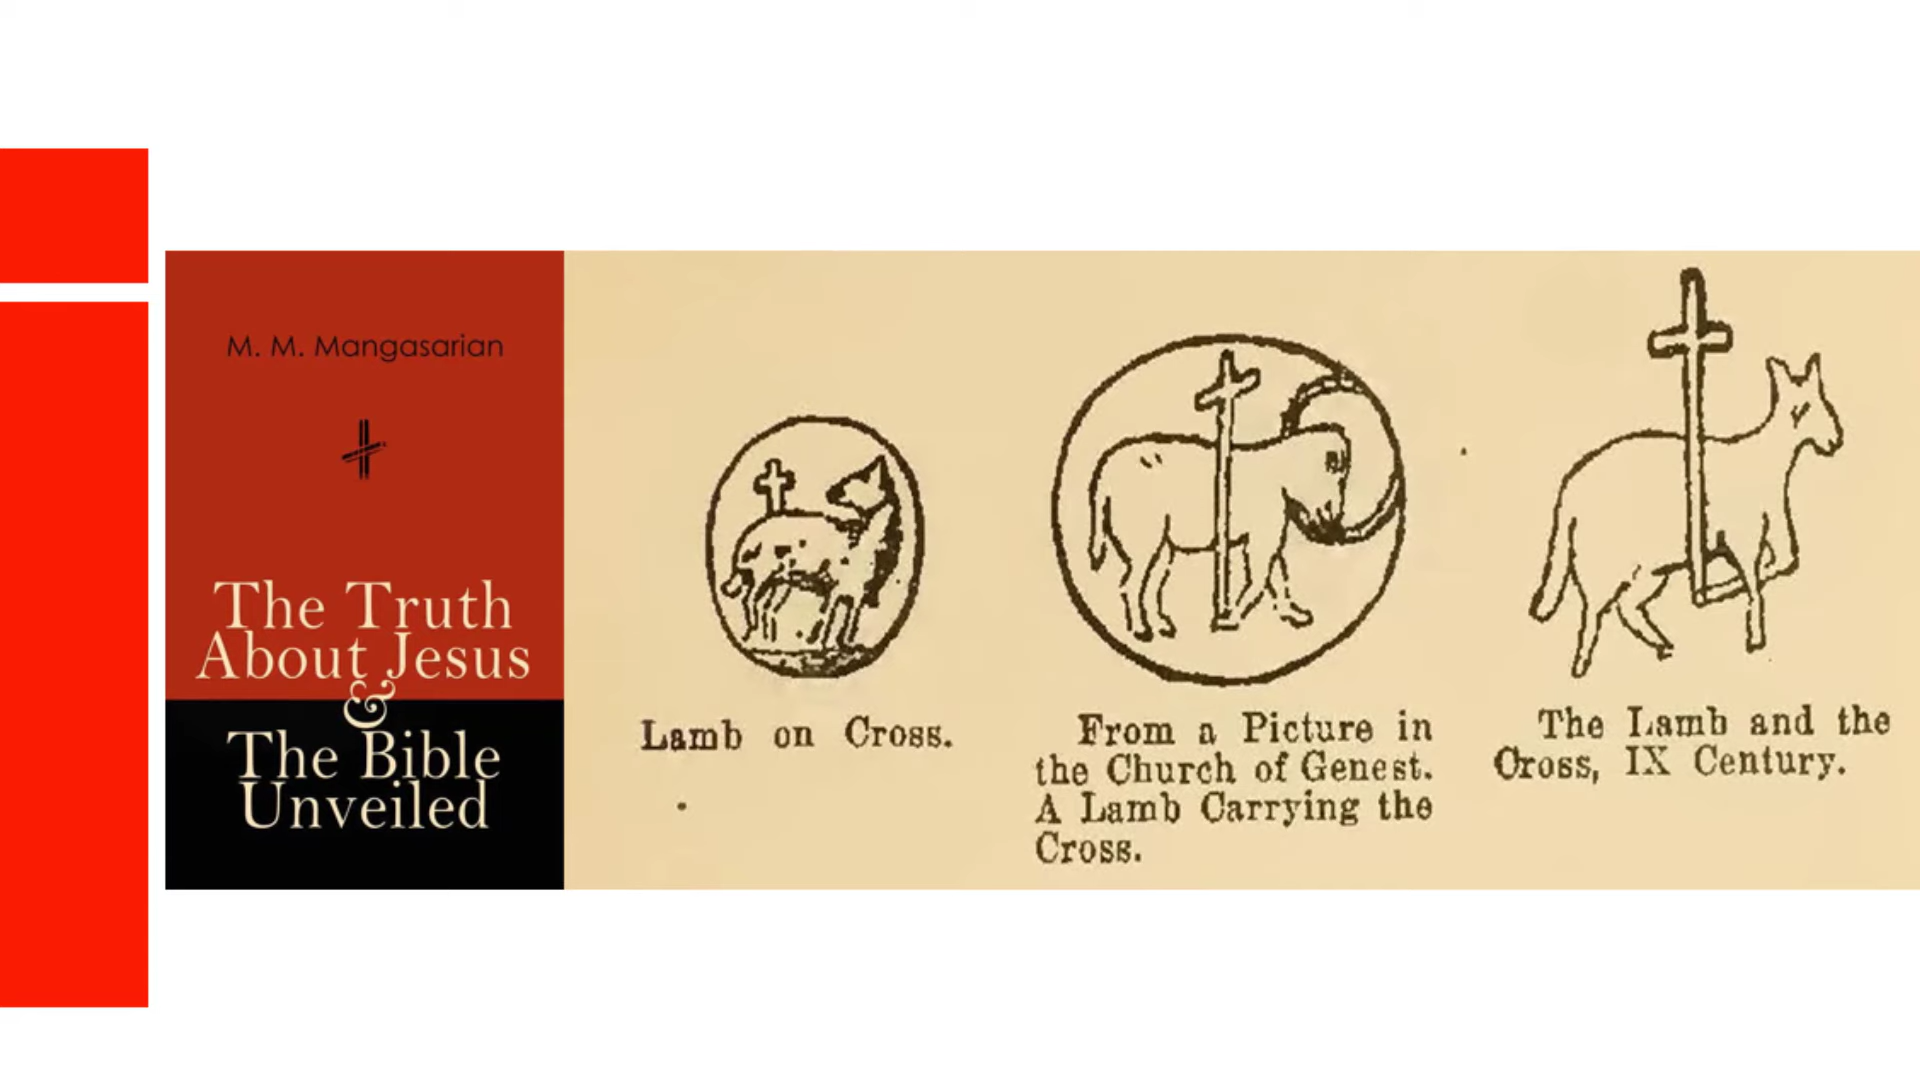 M. M. Mangasarian
The Truth
About Jesus
&
The Bible
Unveiled
Lamb on Cross.
From a Picture in
the Church of Genest.
A Lamb Carrying the
Cross.
The Lamb and the
Cross, IX Century.